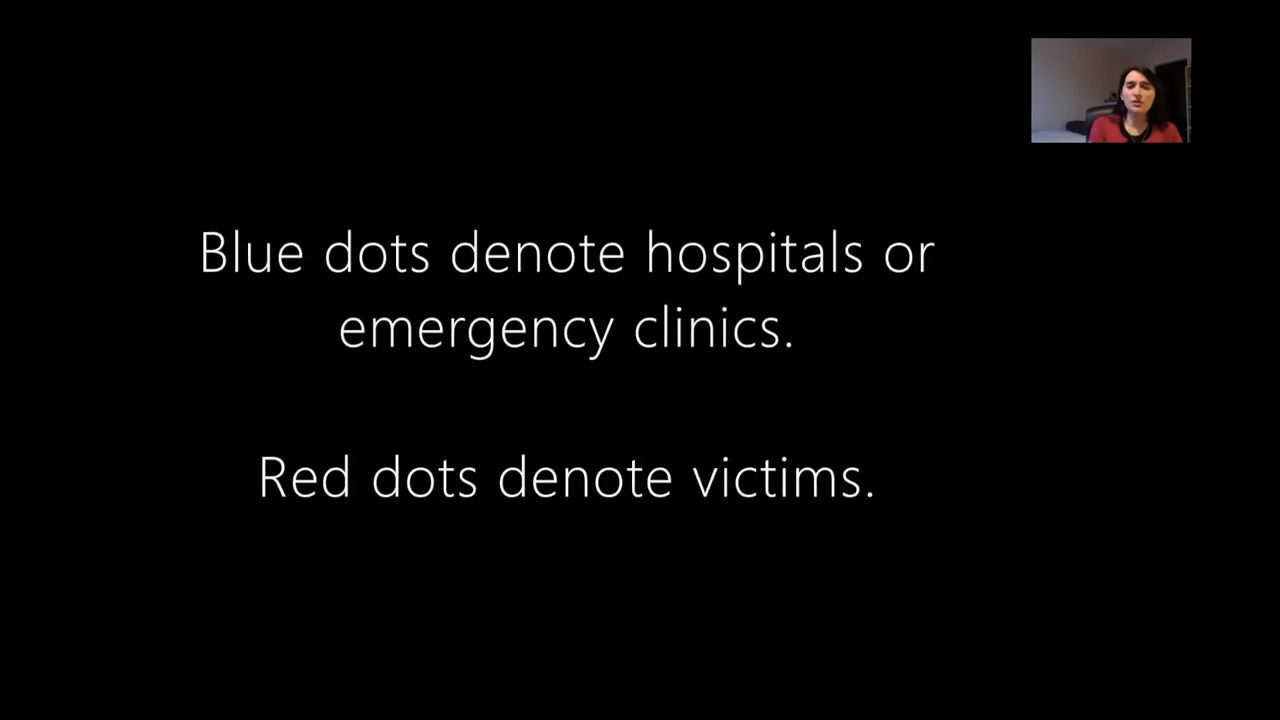 Blue dots denote hospitals or
emergency clinics.
Red dots denote victims.